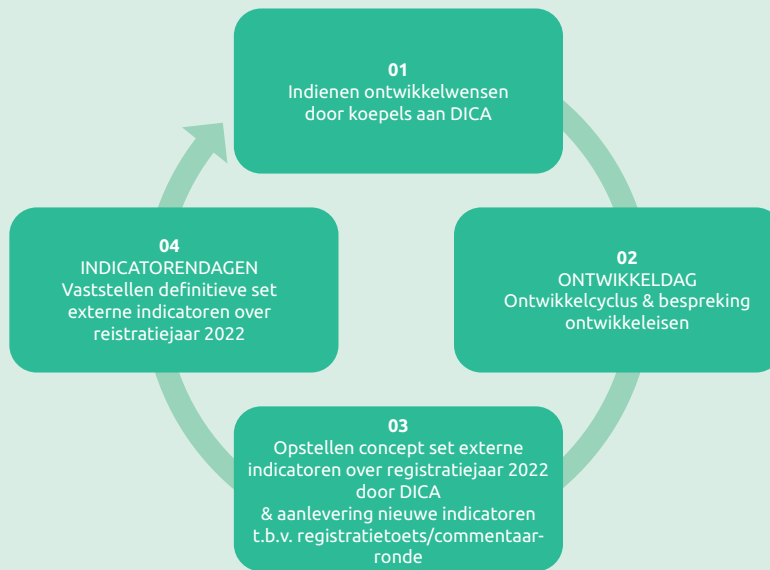 01
Indienen ontwikkelwensen
door koepels aan DICA
02
ONTWIKKELDAG
Ontwikkelcyclus & bespreking
ontwikkeleisen
03
Opstellen concept set externe
indicatoren over registratiejaar 2022
door DICA
& aanlevering nieuwe indicatoren
t.b.v. registratietoets/commentaar-
ronde
04
INDICATORENDAGEN
Vaststellen definitieve set
externe indicatoren over
reistratiejaar 2022